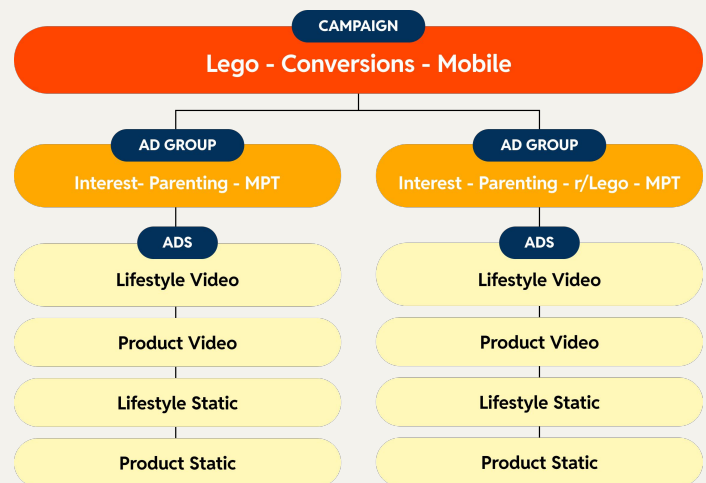 CAMPAIGN
Lego - Conversions - Mobile
AD GROUP
Interest- Parenting - MPT
ADS
Lifestyle Video
Product Video
Lifestyle Static
Product Static
AD GROUP
Interest - Parenting - r/Lego - MPT
ADS
Lifestyle Video
Product Video
Lifestyle Static
Product Static